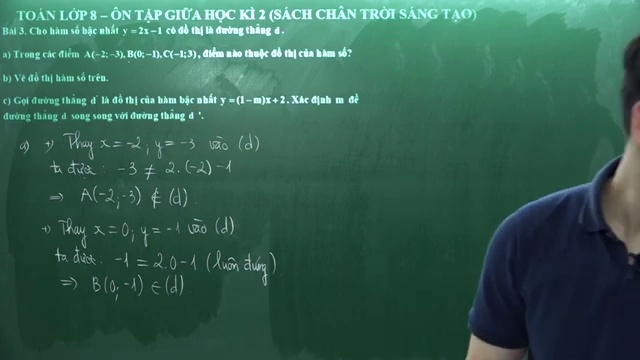 TOÁN LỚP 8 – ÔN TẬP GIỮA HỌC KÌ 2 (SÁCH CHÂN TRỜI SÁNG TẠO)
Bài 3. Cho hàm số bậc nhất y = 2x − 1 có đồ thị là đường thẳng d.
a) Trong các điểm A(−2; −3), B(0; −1), C(−1; 3), điểm nào thuộc đồ thị của hàm số?
b) Vẽ đồ thị hàm số trên.
c) Gọi đường thẳng d' là đồ thị của hàm bậc nhất y = (1 − m)x + 2. Xác định m để
đường thẳng d song song với đường thẳng d '.
a) +) Thay x = -2; y = -3 vào (d)
ta được: -3 ≠ 2.(-2) - 1
⇒ A(-2; -3) ∉ (d).
+) Thay x = 0; y = -1 vào (d)
ta được: -1 = 2.0 - 1 (luôn đúng)
⇒ B(0; -1) ∈ (d)